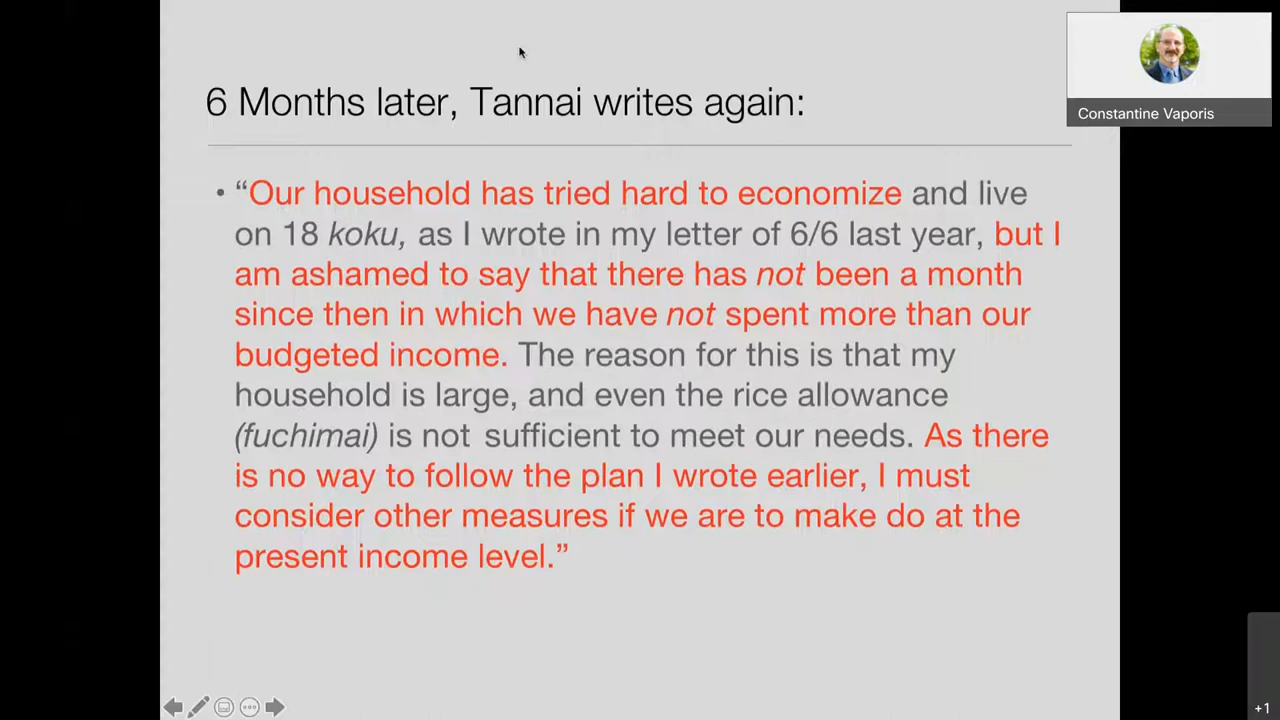 Constantine Vaporis
6 Months later, Tannai writes again:
• “Our household has tried hard to economize and live
on 18 koku, as I wrote in my letter of 6/6 last year, but I
am ashamed to say that there has not been a month
since then in which we have not spent more than our
budgeted income. The reason for this is that my
household is large, and even the rice allowance
(fuchimai) is not sufficient to meet our needs. As there
is no way to follow the plan I wrote earlier, I must
consider other measures if we are to make do at the
present income level.”
+1